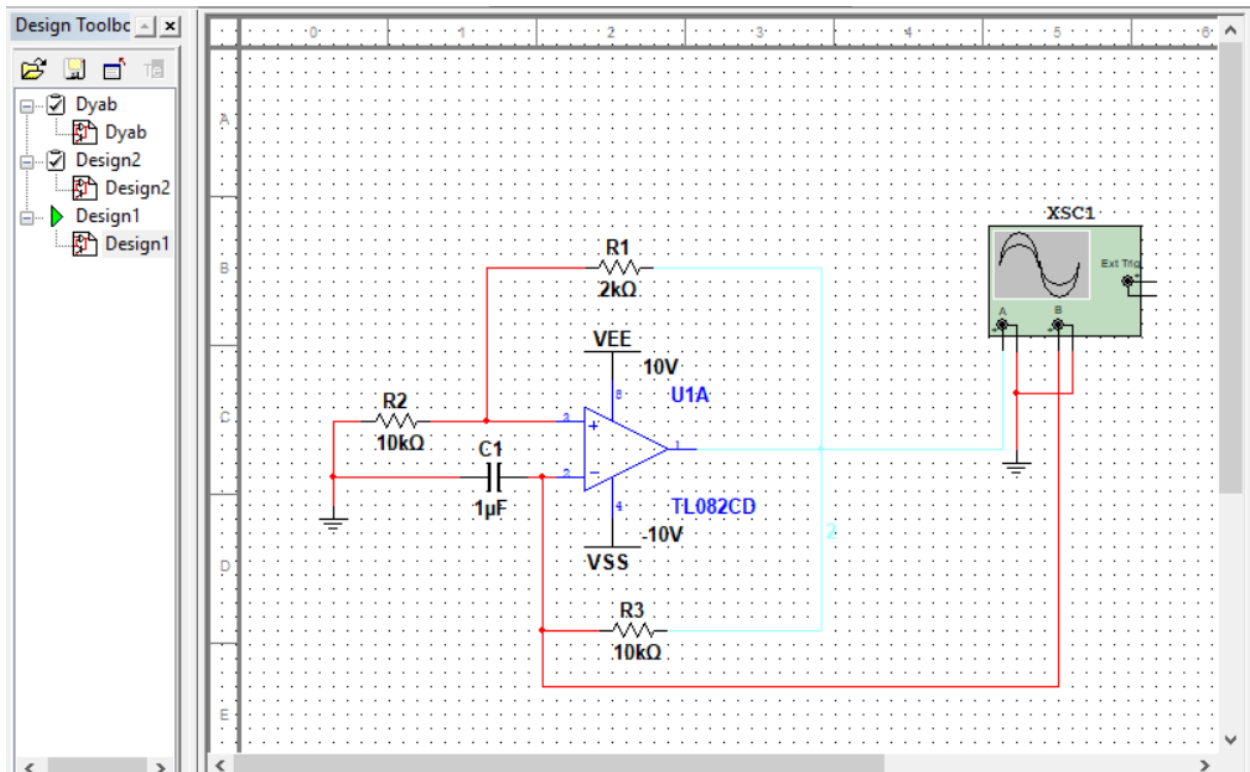 Design Toolbc
Dyab
Dyab
Design2
Design2
Design1
Design1
0 1 2 3 4 5 6
A
B
C
D
E
XSC1
Ext Trig
A B
R1
2kΩ
VEE
10V
8
U1A
R2
10kΩ
3
1
C1
1µF
2
4
TL082CD
-10V
VSS
2
R3
10kΩ